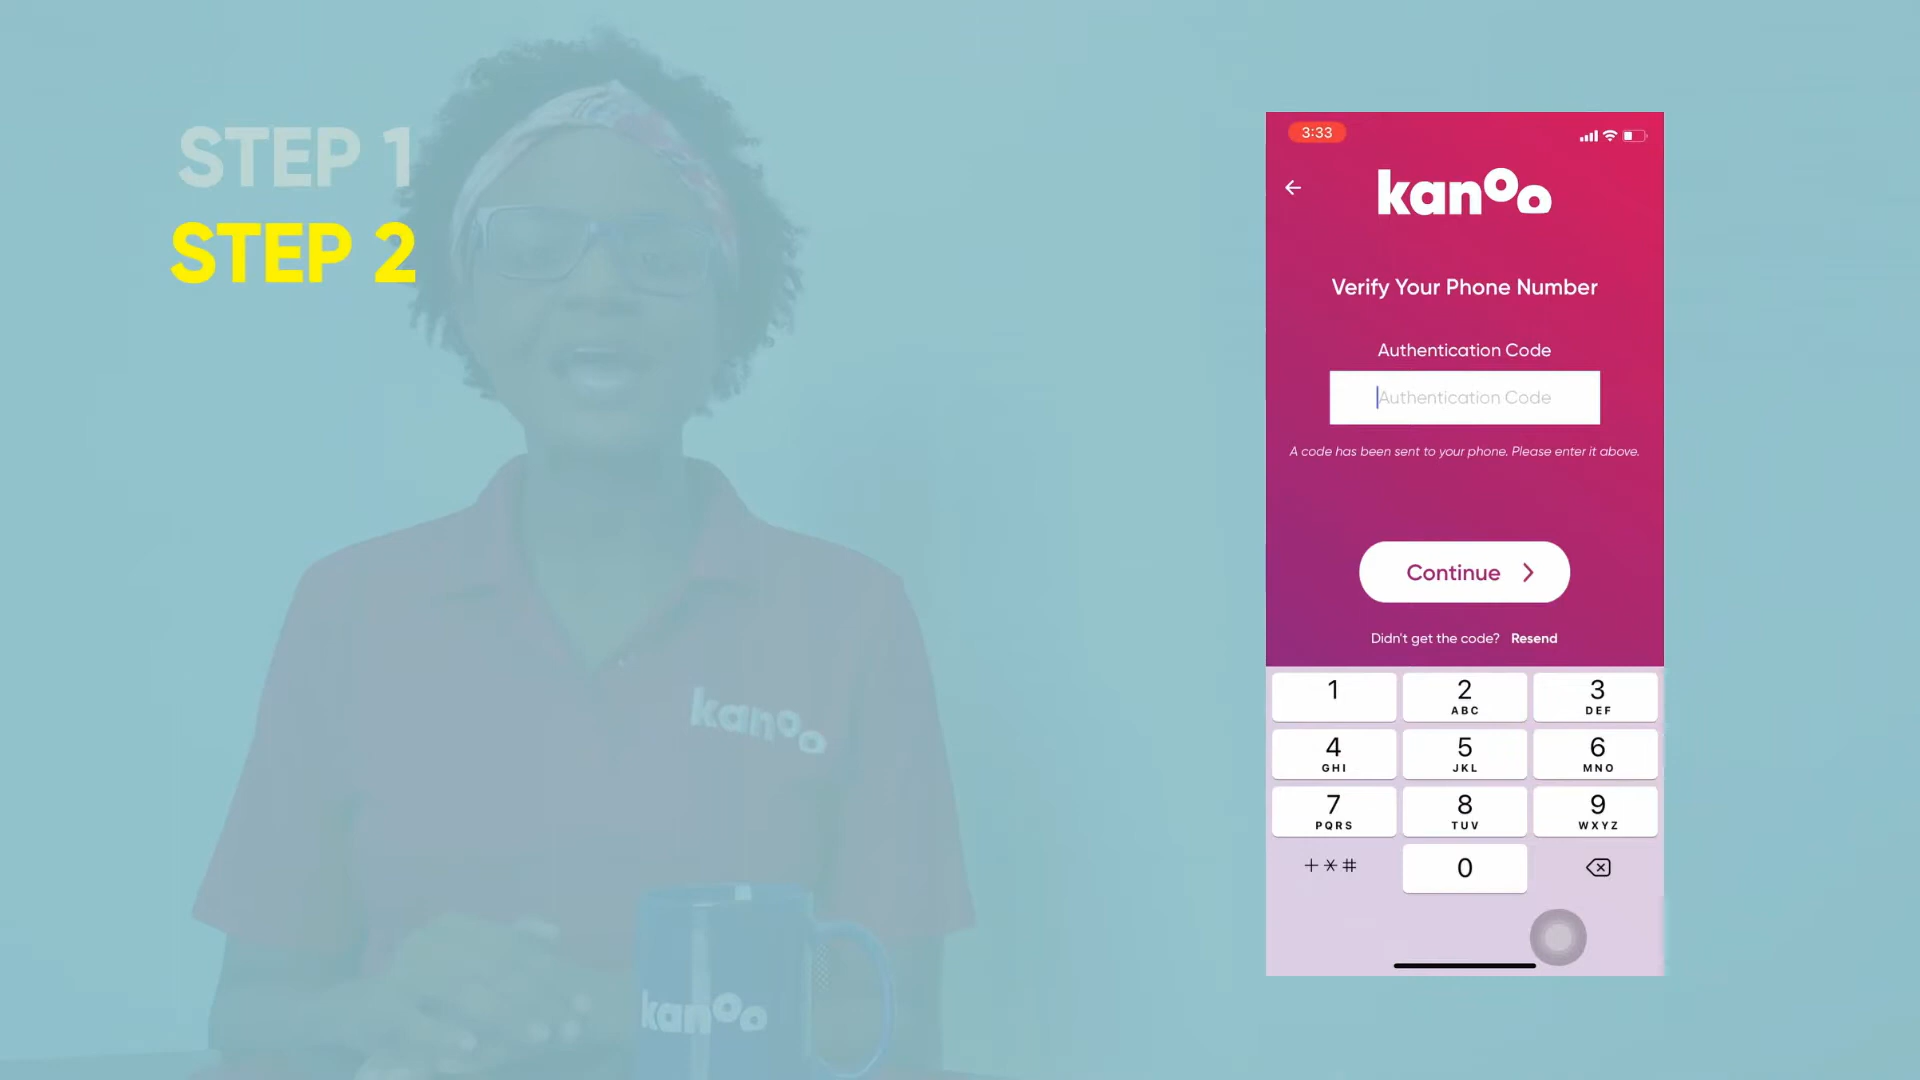 STEP 1
STEP 2
kanoo
kanoo
3:33
kanoo
Verify Your Phone Number
Authentication Code
Authentication Code
A code has been sent to your phone. Please enter it above.
Continue
Didn't get the code? Resend
1
2
ABC
3
DEF
4
GHI
5
JKL
6
MNO
7
PQRS
8
TUV
9
WXYZ
+*#
0